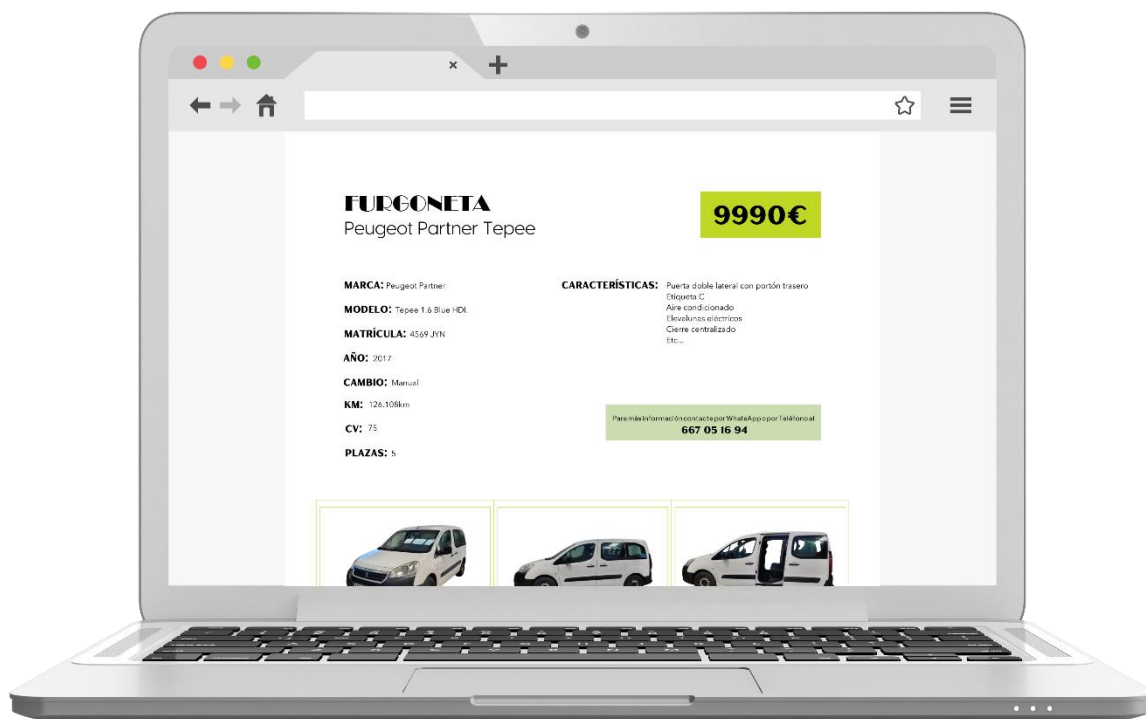 FURGONETA
9990€
Peugeot Partner Tepee
MARCA: Peugeot Partner
MODELO: Tepee 1.6 Blue HDI.
MATRÍCULA: 4569 JYN
AÑO: 2017
CAMBIO: Manual
KM: 126.108km
CV: 75
PLAZAS: 5
CARACTERÍSTICAS: Puerta doble lateral con portón trasero
Etiqueta C
Aire condicionado
Elevalunas eléctricos
Cierre centralizado
Etc...
Para más información contacte por WhatsApp o por Teléfono al
667 05 16 94